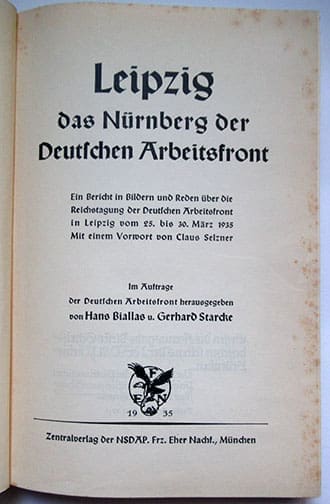 Leipzig
das Nürnberg der
Deutschen Arbeitsfront
Ein Bericht in Bildern und Reden über die
Reichstagung der Deutschen Arbeitsfront
in Leipzig vom 25. bis 30. März 1935
Mit einem Vorwort von Claus Selzner
Im Auftrage
der Deutschen Arbeitsfront herausgegeben
von Hans Biallas u. Gerhard Starcke
F
E N
19 35
Zentralverlag der NSDAP. Frz. Eher Nachf., München